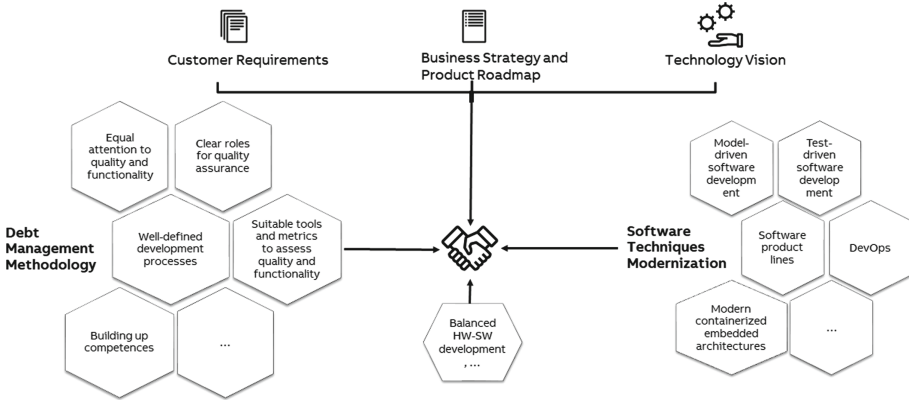 Customer Requirements
Business Strategy and
Product Roadmap
Technology Vision
Equal
attention to
quality and
functionality
Clear roles
for quality
assurance
Debt
Management
Methodology
Well-defined
development
processes
Suitable tools
and metrics
to assess
quality and
functionality
Building up
competences
...
Balanced
HW-SW
development
, ...
Software
Techniques
Modernization
Model-
driven
software
developm
ent
Test-
driven
software
develop
ment
Software
product
lines
DevOps
Modern
containerized
embedded
architectures
...